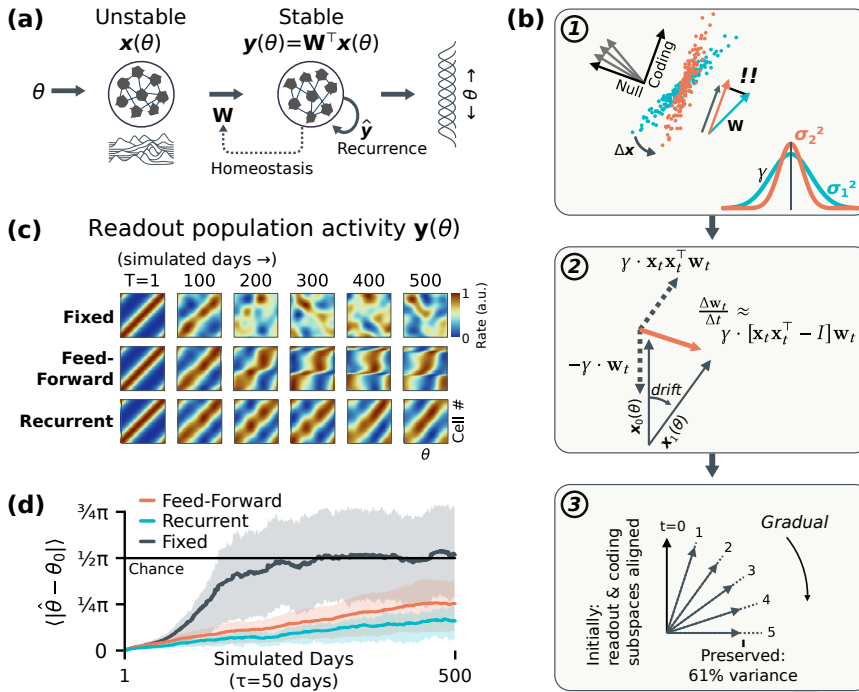 (a)
Unstable
x(θ)
Stable
y(θ)=W⊤x(θ)
θ
W
ŷ
Recurrence
Homeostasis
← θ →
(b)
1
Null
Coding
!!
w
Δx
γ
σ₂²
σ₁²
2
γ · xₜxₜ⊤wₜ
Δwₜ/Δt ≈
γ · [xₜxₜ⊤ − I]wₜ
−γ · wₜ
drift
x₀(θ)
x₁(θ)
3
Initially:
readout & coding
subspaces aligned
t=0
1
2
3
4
5
Gradual
Preserved:
61% variance
(c)
Readout population activity y(θ)
(simulated days →)
T=1 100 200 300 400 500
Fixed
Feed-
Forward
Recurrent
1
0
Rate (a.u.)
Cell #
θ
(d)
Feed-Forward
Recurrent
Fixed
Chance
¾π
½π
¼π
0
⟨|θ̂ − θ₀|⟩
1
500
Simulated Days
(τ=50 days)